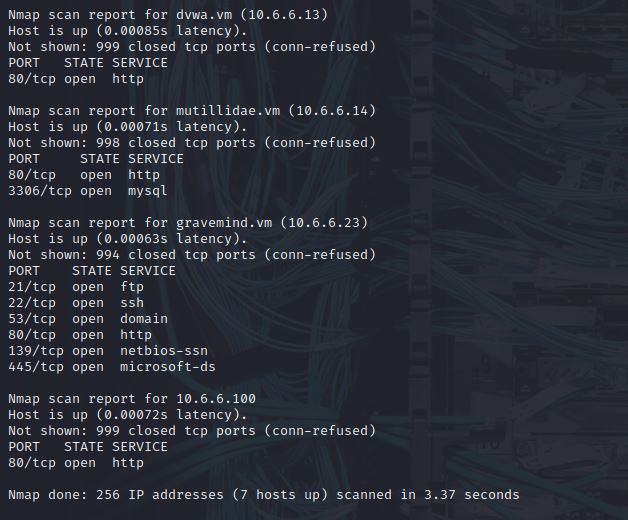 Nmap scan report for dvwa.vm (10.6.6.13)
Host is up (0.00085s latency).
Not shown: 999 closed tcp ports (conn-refused)
PORT   STATE SERVICE
80/tcp open  http

Nmap scan report for mutillidae.vm (10.6.6.14)
Host is up (0.00071s latency).
Not shown: 998 closed tcp ports (conn-refused)
PORT     STATE SERVICE
80/tcp   open  http
3306/tcp open  mysql

Nmap scan report for gravemind.vm (10.6.6.23)
Host is up (0.00063s latency).
Not shown: 994 closed tcp ports (conn-refused)
PORT    STATE SERVICE
21/tcp  open  ftp
22/tcp  open  ssh
53/tcp  open  domain
80/tcp  open  http
139/tcp open  netbios-ssn
445/tcp open  microsoft-ds

Nmap scan report for 10.6.6.100
Host is up (0.00072s latency).
Not shown: 999 closed tcp ports (conn-refused)
PORT   STATE SERVICE
80/tcp open  http

Nmap done: 256 IP addresses (7 hosts up) scanned in 3.37 seconds